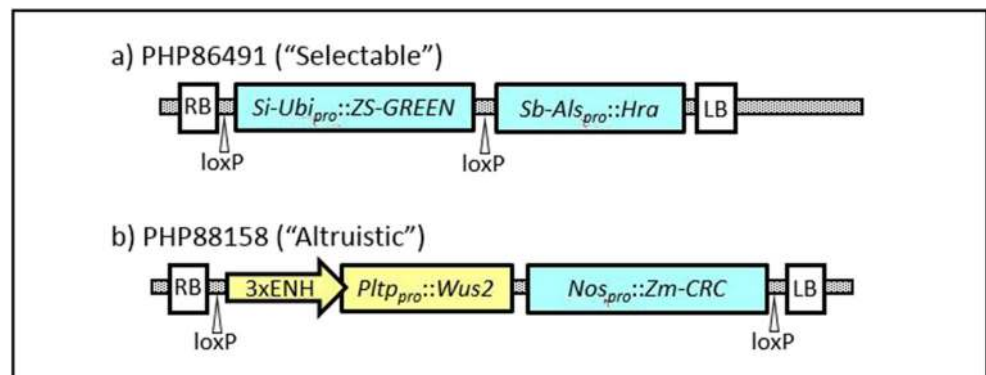 a) PHP86491 (“Selectable”)
RB Si-Ubipro::ZS-GREEN Sb-Alspro::Hra LB
loxP loxP
b) PHP88158 (“Altruistic”)
RB 3xENH Pltppro::Wus2 Nospro::Zm-CRC LB
loxP loxP